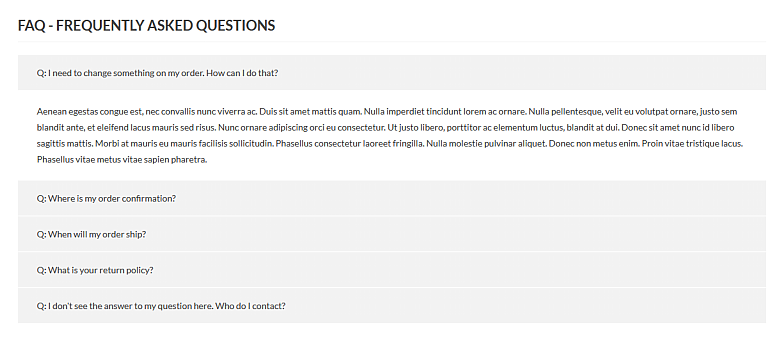 FAQ - FREQUENTLY ASKED QUESTIONS
Q: I need to change something on my order. How can I do that?
Aenean egestas congue est, nec convallis nunc viverra ac. Duis sit amet mattis quam. Nulla imperdiet tincidunt lorem ac ornare. Nulla pellentesque, velit eu volutpat ornare, justo sem
blandit ante, et eleifend lacus mauris sed risus. Nunc ornare adipiscing orci eu consectetur. Ut justo libero, porttitor ac elementum luctus, blandit at dui. Donec sit amet nunc id libero
sagittis mattis. Morbi at mauris eu mauris facilisis sollicitudin. Phasellus consectetur laoreet fringilla. Nulla molestie pulvinar aliquet. Donec non metus enim. Proin vitae tristique lacus.
Phasellus vitae metus vitae sapien pharetra.
Q: Where is my order confirmation?
Q: When will my order ship?
Q: What is your return policy?
Q: I don't see the answer to my question here. Who do I contact?